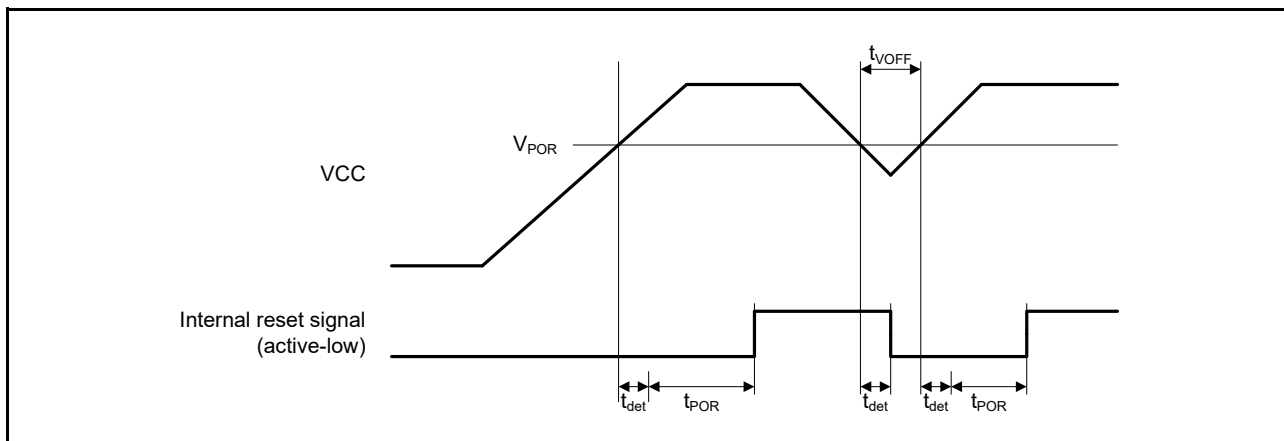 tVOFF
VPOR
VCC
Internal reset signal
(active-low)
tdet tPOR tdet tdet tPOR